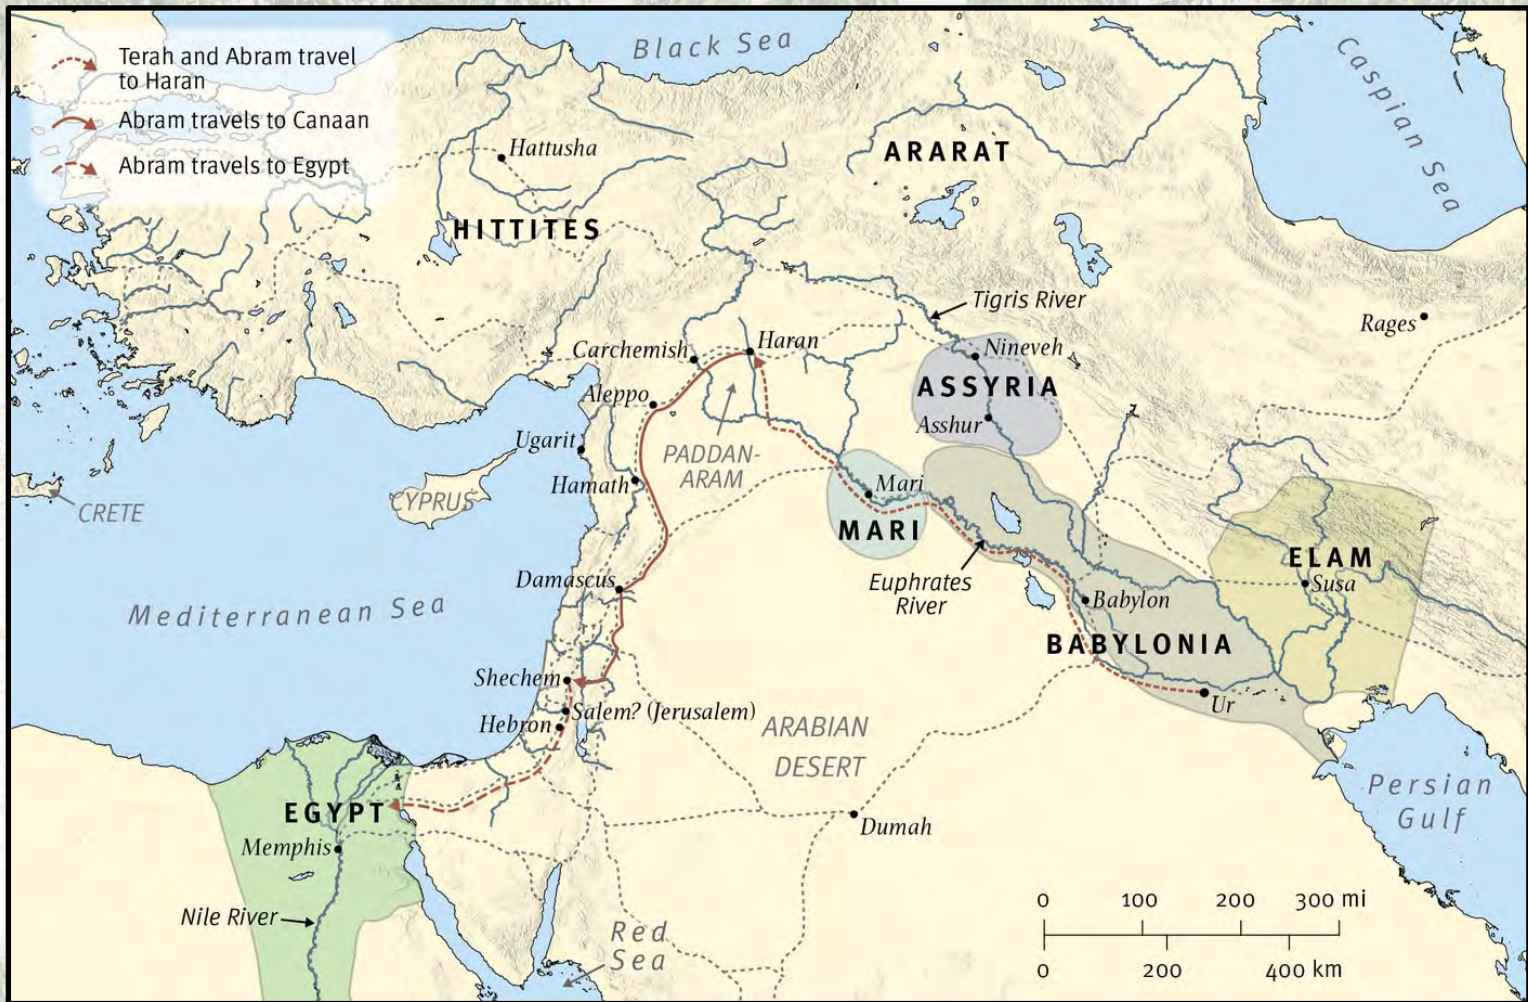 Terah and Abram travel
to Haran
Abram travels to Canaan
Abram travels to Egypt
Black Sea
Caspian Sea
Hattusha
ARARAT
HITTITES
Tigris River
Rages
Haran
Carchemish
Nineveh
ASSYRIA
Aleppo
Asshur
Ugarit
PADDAN-
ARAM
Hamath
Mari
CYPRUS
CRETE
MARI
ELAM
Susa
Damascus
Euphrates
River
Babylon
Mediterranean Sea
BABYLONIA
Shechem
Ur
Salem? (Jerusalem)
Hebron
ARABIAN
DESERT
Persian
Gulf
EGYPT
Dumah
Memphis
Nile River
Red
Sea
0 100 200 300 mi
0 200 400 km